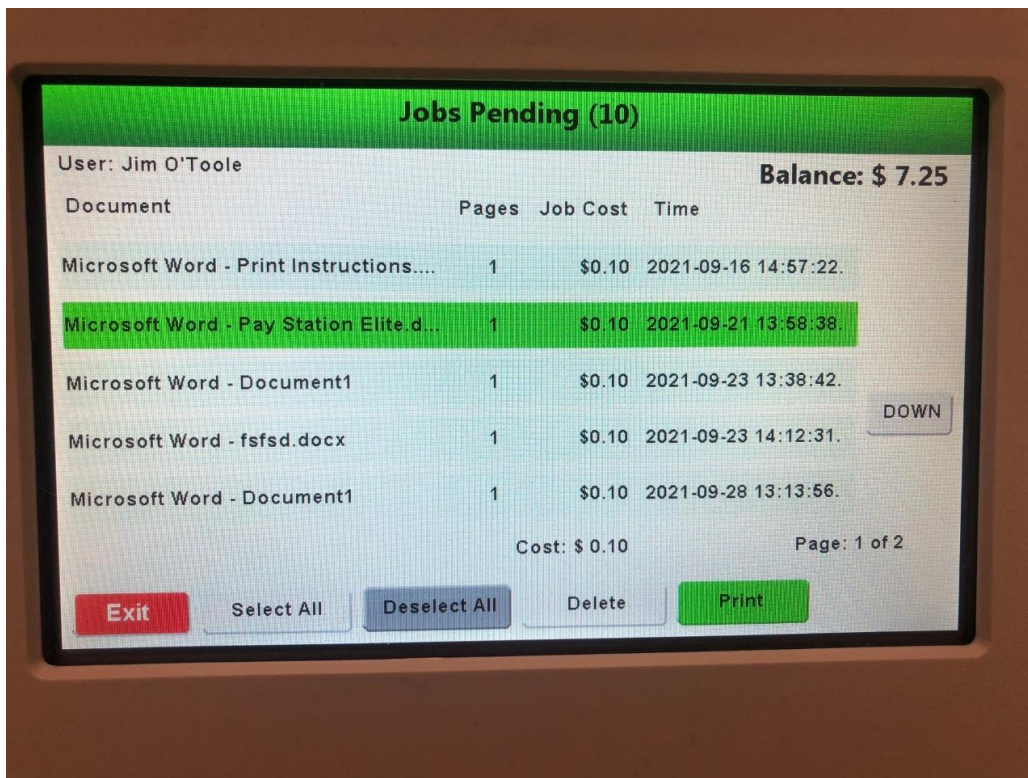 Jobs Pending (10)
User: Jim O'Toole
Balance: $ 7.25
Document Pages Job Cost Time
Microsoft Word - Print Instructions.... 1 $0.10 2021-09-16 14:57:22.
Microsoft Word - Pay Station Elite.d... 1 $0.10 2021-09-21 13:58:38.
Microsoft Word - Document1 1 $0.10 2021-09-23 13:38:42.
DOWN
Microsoft Word - fsfsd.docx 1 $0.10 2021-09-23 14:12:31.
Microsoft Word - Document1 1 $0.10 2021-09-28 13:13:56.
Cost: $ 0.10 Page: 1 of 2
Exit Select All Deselect All Delete Print